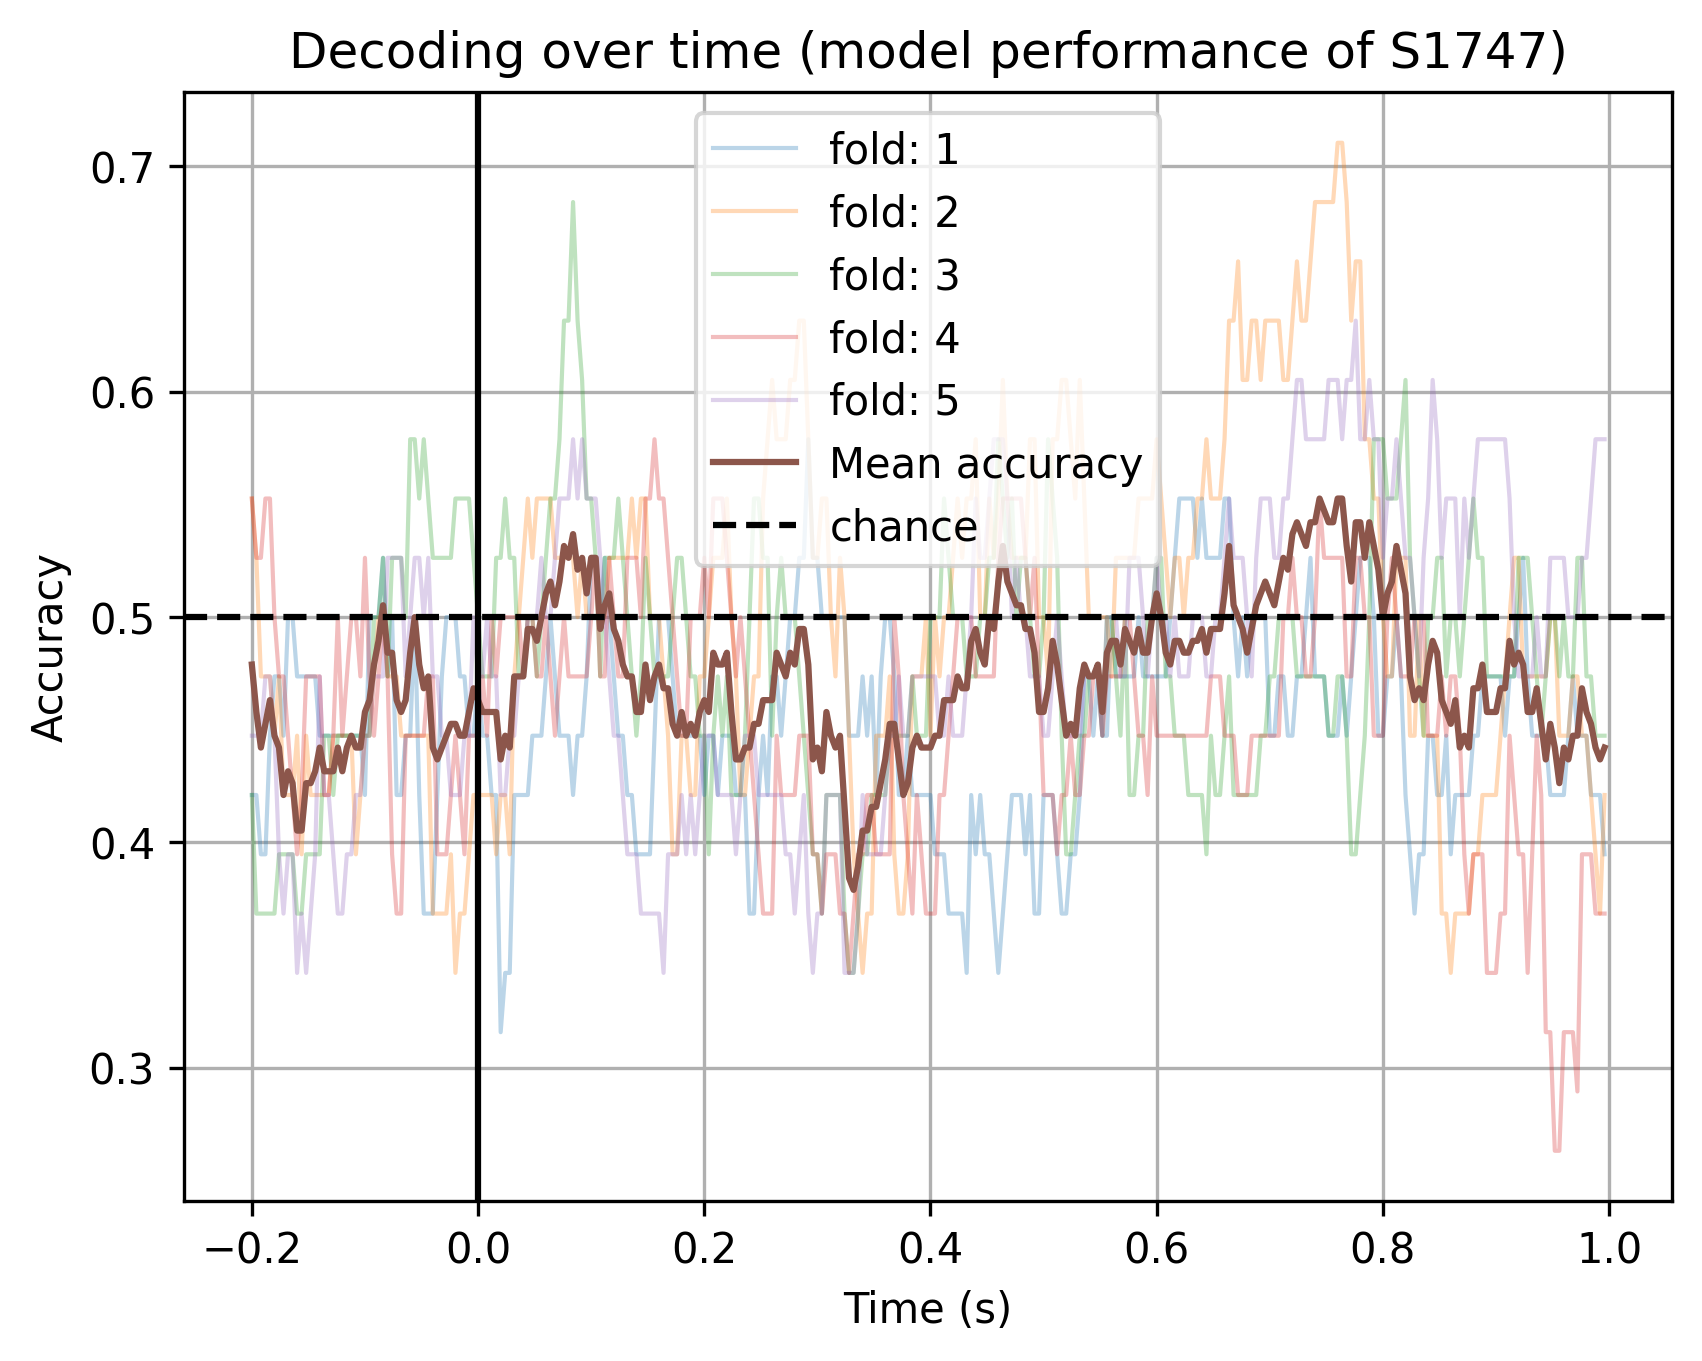 Decoding over time (model performance of S1747)
fold: 1
fold: 2
fold: 3
fold: 4
fold: 5
Mean accuracy
chance
0.7
0.6
0.5
0.4
0.3
Accuracy
−0.2 0.0 0.2 0.4 0.6 0.8 1.0
Time (s)